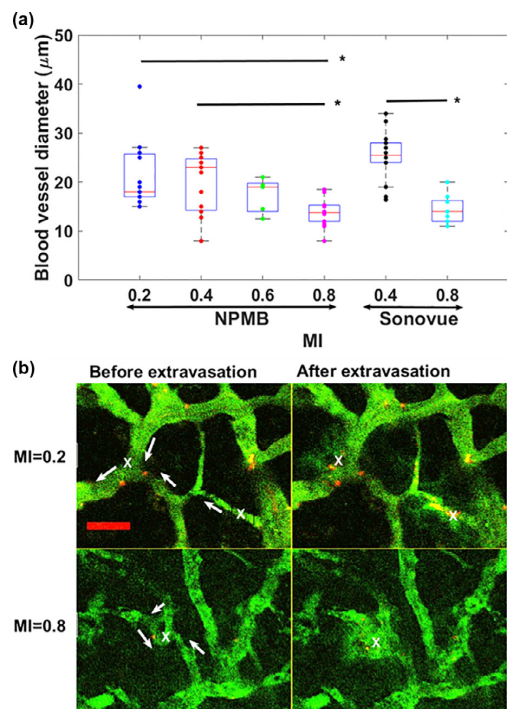 (a)
Blood vessel diameter (μm)
50
40
30
20
10
0
*
*
*
0.2 0.4 0.6 0.8 0.4 0.8
NPMB Sonovue
MI
(b)
Before extravasation After extravasation
MI=0.2
X X
X X
MI=0.8
X X